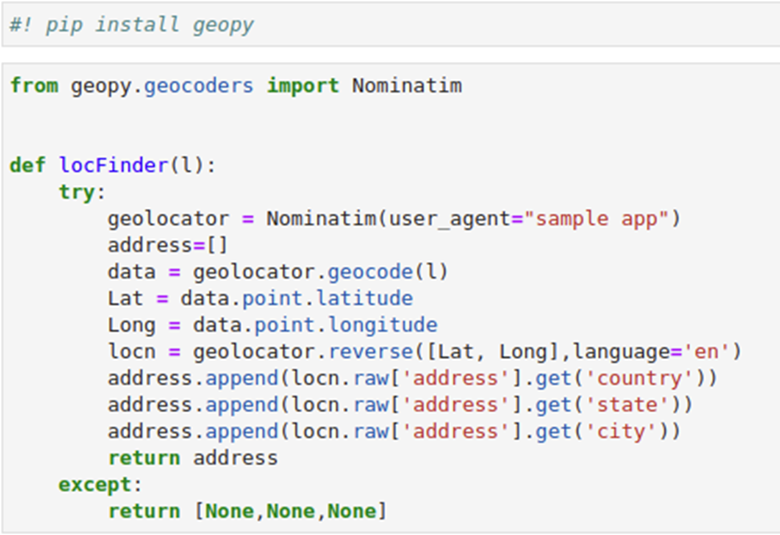 #! pip install geopy
from geopy.geocoders import Nominatim
def locFinder(l):
    try:
        geolocator = Nominatim(user_agent="sample app")
        address=[]
        data = geolocator.geocode(l)
        Lat = data.point.latitude
        Long = data.point.longitude
        locn = geolocator.reverse([Lat, Long],language='en')
        address.append(locn.raw['address'].get('country'))
        address.append(locn.raw['address'].get('state'))
        address.append(locn.raw['address'].get('city'))
        return address
    except:
        return [None,None,None]